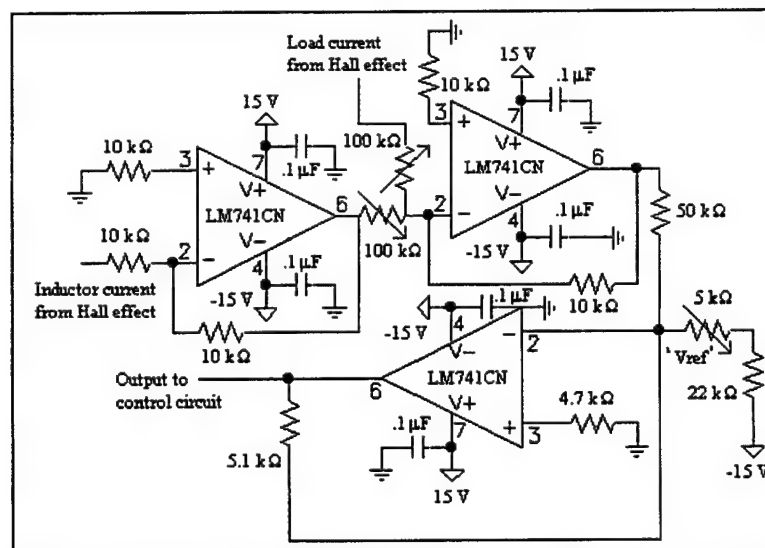 Load current
from Hall effect
10 kΩ
15 V
.1 µF
3
+
7
V+
LM741CN
6
2
-
V-
4
.1 µF
-15 V
10 kΩ
50 kΩ
100 kΩ
100 kΩ
15 V
.1 µF
10 kΩ
3
+
7
V+
LM741CN
6
10 kΩ
2
-
V-
4
.1 µF
-15 V
Inductor current
from Hall effect
10 kΩ
.1 µF
-15 V
4
V-
-
2
LM741CN
6
V+
+
7
3
.1 µF
15 V
4.7 kΩ
5 kΩ
'Vref'
22 kΩ
-15 V
Output to
control circuit
5.1 kΩ